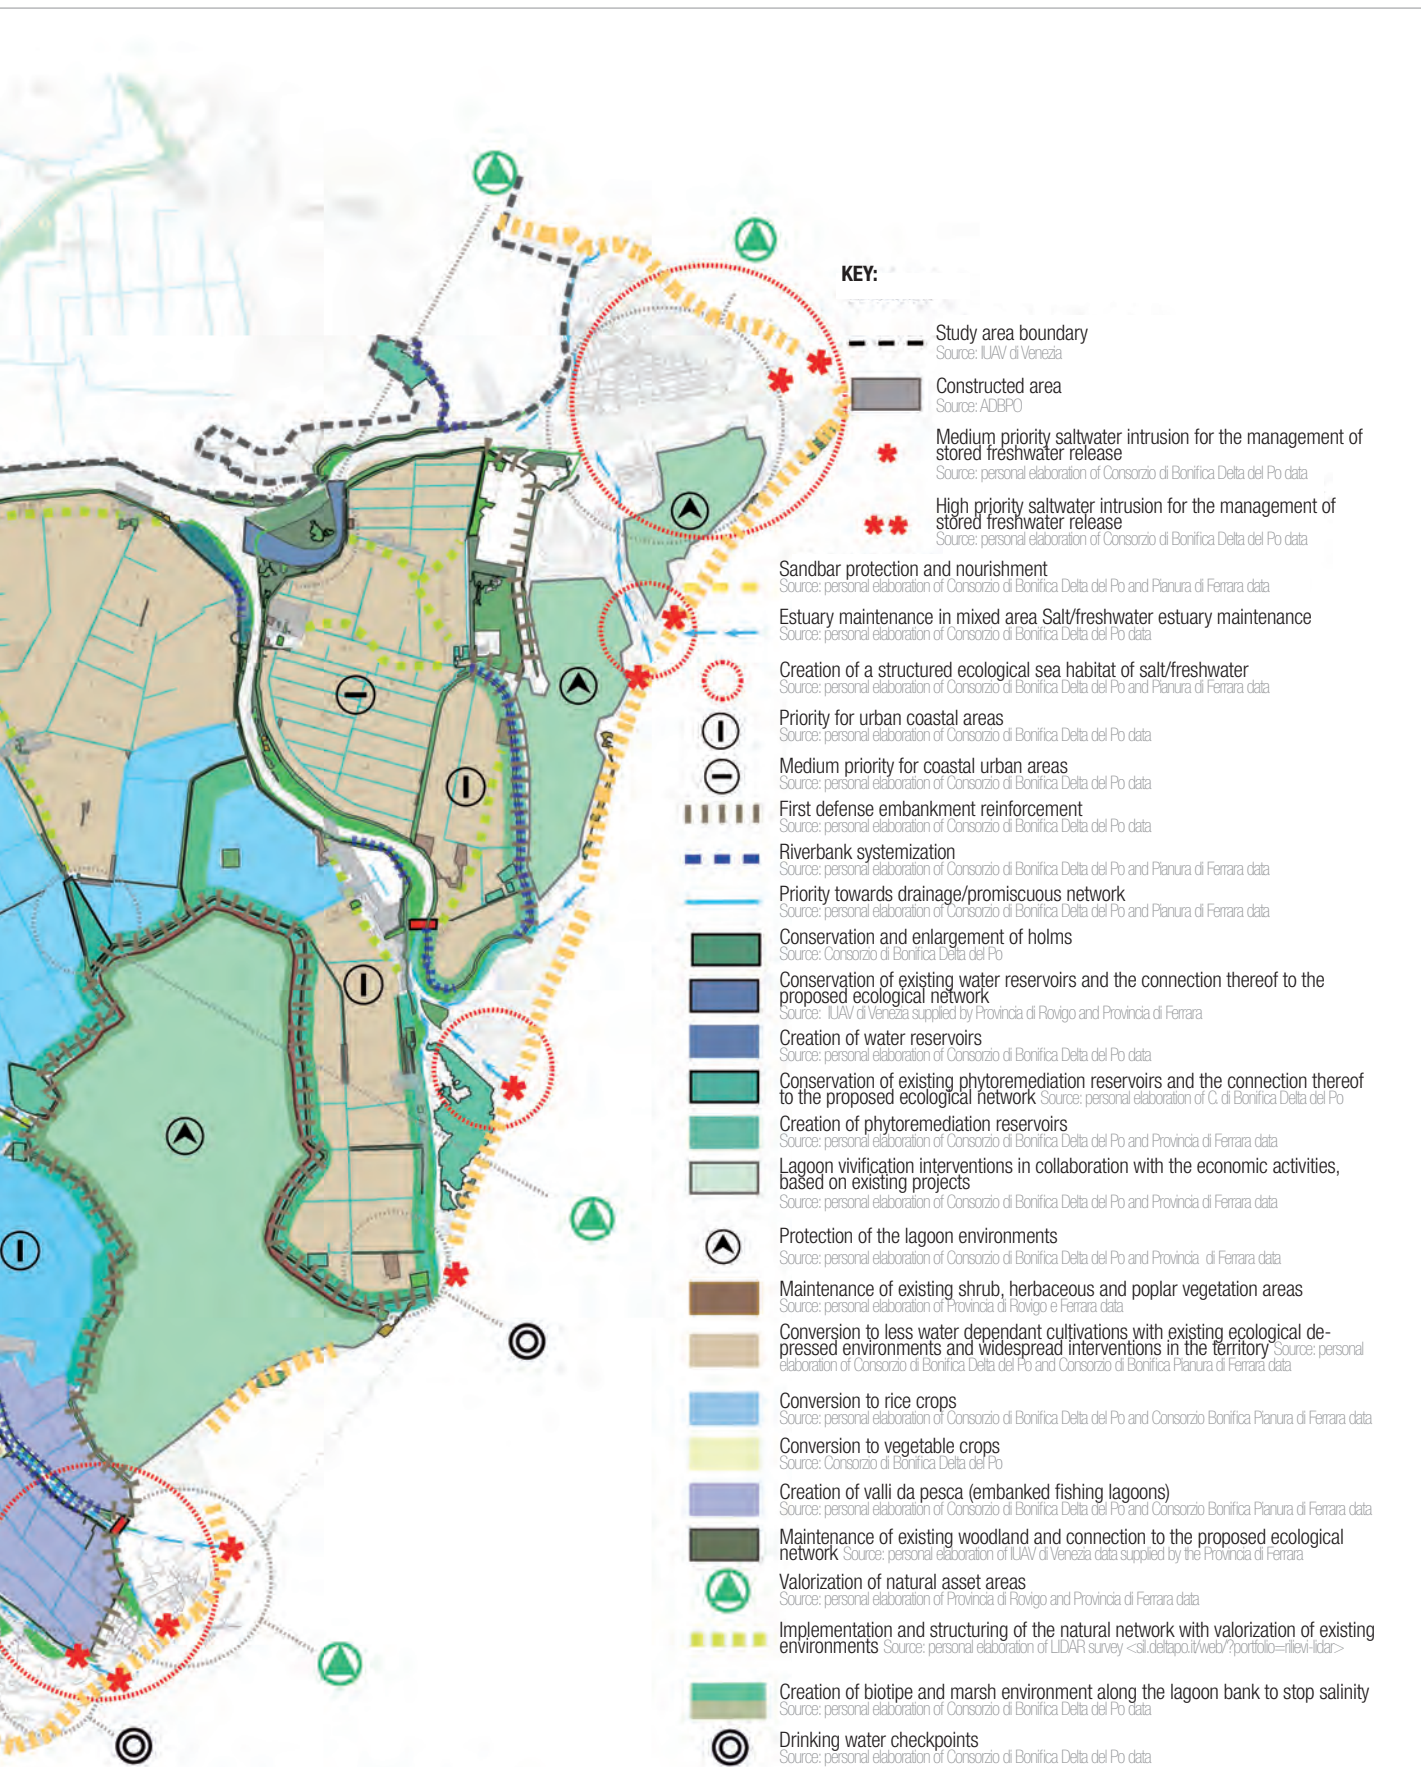 KEY:
Study area boundary
Source: IUAV di Venezia
Constructed area
Source: ADBPO
Medium priority saltwater intrusion for the management of
stored freshwater release
Source: personal elaboration of Consorzio di Bonifica Delta del Po data
High priority saltwater intrusion for the management of
stored freshwater release
Source: personal elaboration of Consorzio di Bonifica Delta del Po data
Sandbar protection and nourishment
Source: personal elaboration of Consorzio di Bonifica Delta del Po and Pianura di Ferrara data
Estuary maintenance in mixed area Salt/freshwater estuary maintenance
Source: personal elaboration of Consorzio di Bonifica Delta del Po data
Creation of a structured ecological sea habitat of salt/freshwater
Source: personal elaboration of Consorzio di Bonifica Delta del Po and Pianura di Ferrara data
Priority for urban coastal areas
Source: personal elaboration of Consorzio di Bonifica Delta del Po data
Medium priority for coastal urban areas
Source: personal elaboration of Consorzio di Bonifica Delta del Po data
First defense embankment reinforcement
Source: personal elaboration of Consorzio di Bonifica Delta del Po data
Riverbank systemization
Source: personal elaboration of Consorzio di Bonifica Delta del Po and Pianura di Ferrara data
Priority towards drainage/promiscuous network
Source: personal elaboration of Consorzio di Bonifica Delta del Po and Pianura di Ferrara data
Conservation and enlargement of holms
Source: Consorzio di Bonifica Delta del Po
Conservation of existing water reservoirs and the connection thereof to the
proposed ecological network
Source: IUAV di Venezia supplied by Provincia di Rovigo and Provincia di Ferrara
Creation of water reservoirs
Source: personal elaboration of Consorzio di Bonifica Delta del Po data
Conservation of existing phytoremediation reservoirs and the connection thereof
to the proposed ecological network Source: personal elaboration of C. di Bonifica Delta del Po
Creation of phytoremediation reservoirs
Source: personal elaboration of Consorzio di Bonifica Delta del Po and Provincia di Ferrara data
Lagoon vivification interventions in collaboration with the economic activities,
based on existing projects
Source: personal elaboration of Consorzio di Bonifica Delta del Po and Provincia di Ferrara data
Protection of the lagoon environments
Source: personal elaboration of Consorzio di Bonifica Delta del Po and Provincia di Ferrara data
Maintenance of existing shrub, herbaceous and poplar vegetation areas
Source: personal elaboration of Provincia di Rovigo e Ferrara data
Conversion to less water dependant cultivations with existing ecological de-
pressed environments and widespread interventions in the territory Source: personal
elaboration of Consorzio di Bonifica Delta del Po and Consorzio di Bonifica Pianura di Ferrara data
Conversion to rice crops
Source: personal elaboration of Consorzio di Bonifica Delta del Po and Consorzio Bonifica Pianura di Ferrara data
Conversion to vegetable crops
Source: Consorzio di Bonifica Delta del Po
Creation of valli da pesca (embanked fishing lagoons)
Source: personal elaboration of Consorzio di Bonifica Delta del Po and Consorzio Bonifica Pianura di Ferrara data
Maintenance of existing woodland and connection to the proposed ecological
network Source: personal elaboration of IUAV di Venezia data supplied by the Provincia di Ferrara
Valorization of natural asset areas
Source: personal elaboration of Provincia di Rovigo and Provincia di Ferrara data
Implementation and structuring of the natural network with valorization of existing
environments Source: personal elaboration of LIDAR survey <sil.deltapo.it/web/?portfolio=rilievi-lidar>
Creation of biotipe and marsh environment along the lagoon bank to stop salinity
Source: personal elaboration of Consorzio di Bonifica Delta del Po data
Drinking water checkpoints
Source: personal elaboration of Consorzio di Bonifica Delta del Po data